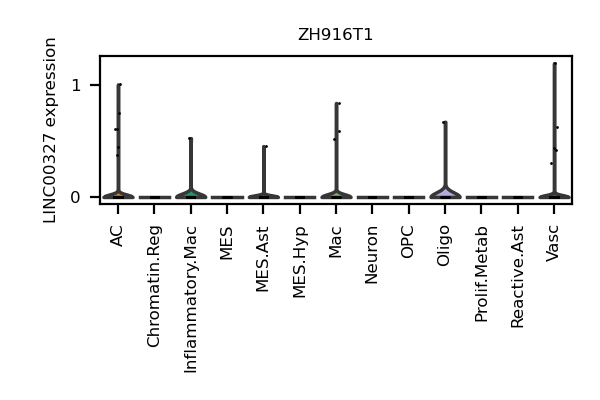 ZH916T1
LINC00327 expression
1
0
AC
Chromatin.Reg
Inflammatory.Mac
MES
MES.Ast
MES.Hyp
Mac
Neuron
OPC
Oligo
Prolif.Metab
Reactive.Ast
Vasc